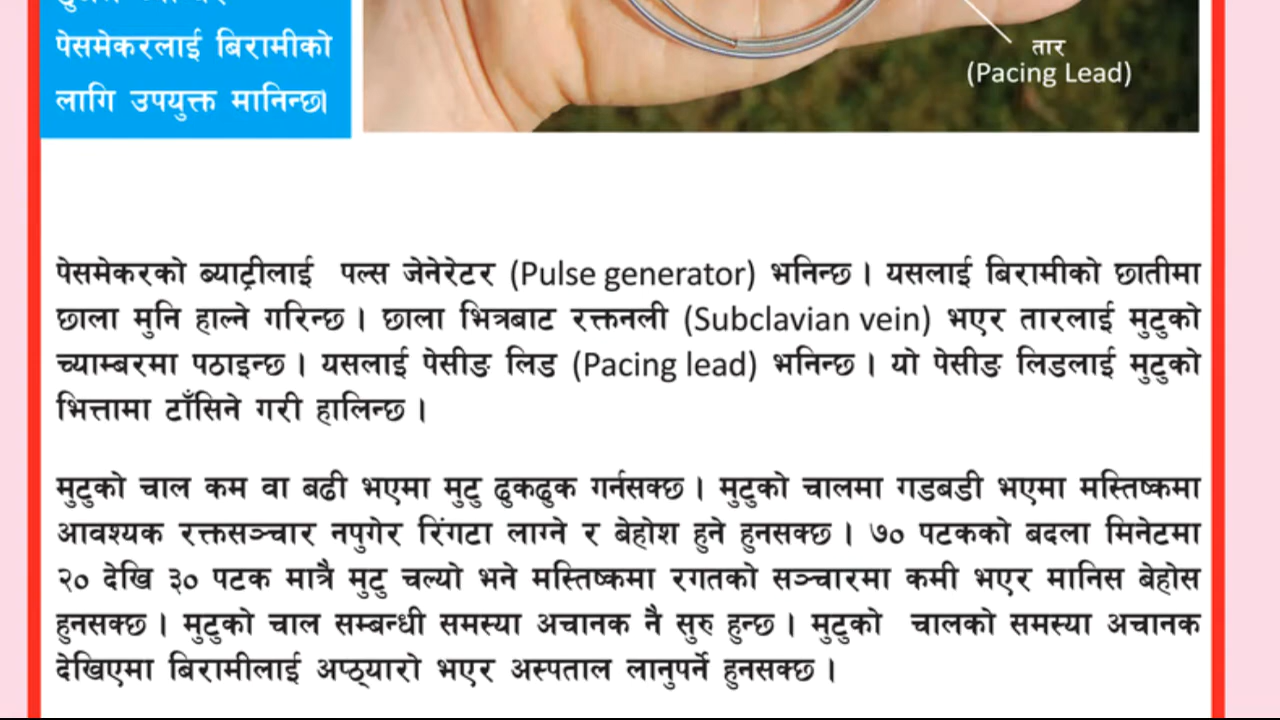 पेसमेकरलाई बिरामीको
लागि उपयुक्त मानिन्छ।
तार
(Pacing Lead)
पेसमेकरको ब्याट्रीलाई पल्स जेनेरेटर (Pulse generator) भनिन्छ । यसलाई बिरामीको छातीमा
छाला मुनि हाल्ने गरिन्छ । छाला भित्रबाट रक्तनली (Subclavian vein) भएर तारलाई मुटुको
च्याम्बरमा पठाइन्छ । यसलाई पेसीङ लिड (Pacing lead) भनिन्छ । यो पेसीङ लिडलाई मुटुको
भित्तामा टाँसिने गरी हालिन्छ ।
मुटुको चाल कम वा बढी भएमा मुटु ढुकढुक गर्नसक्छ । मुटुको चालमा गडबडी भएमा मस्तिष्कमा
आवश्यक रक्तसञ्चार नपुगेर रिंगटा लाग्ने र बेहोश हुने हुनसक्छ । ७० पटकको बदला मिनेटमा
२० देखि ३० पटक मात्रै मुटु चल्यो भने मस्तिष्कमा रगतको सञ्चारमा कमी भएर मानिस बेहोस
हुनसक्छ । मुटुको चाल सम्बन्धी समस्या अचानक नै सुरु हुन्छ । मुटुको चालको समस्या अचानक
देखिएमा बिरामीलाई अप्ठ्यारो भएर अस्पताल लानुपर्ने हुनसक्छ ।